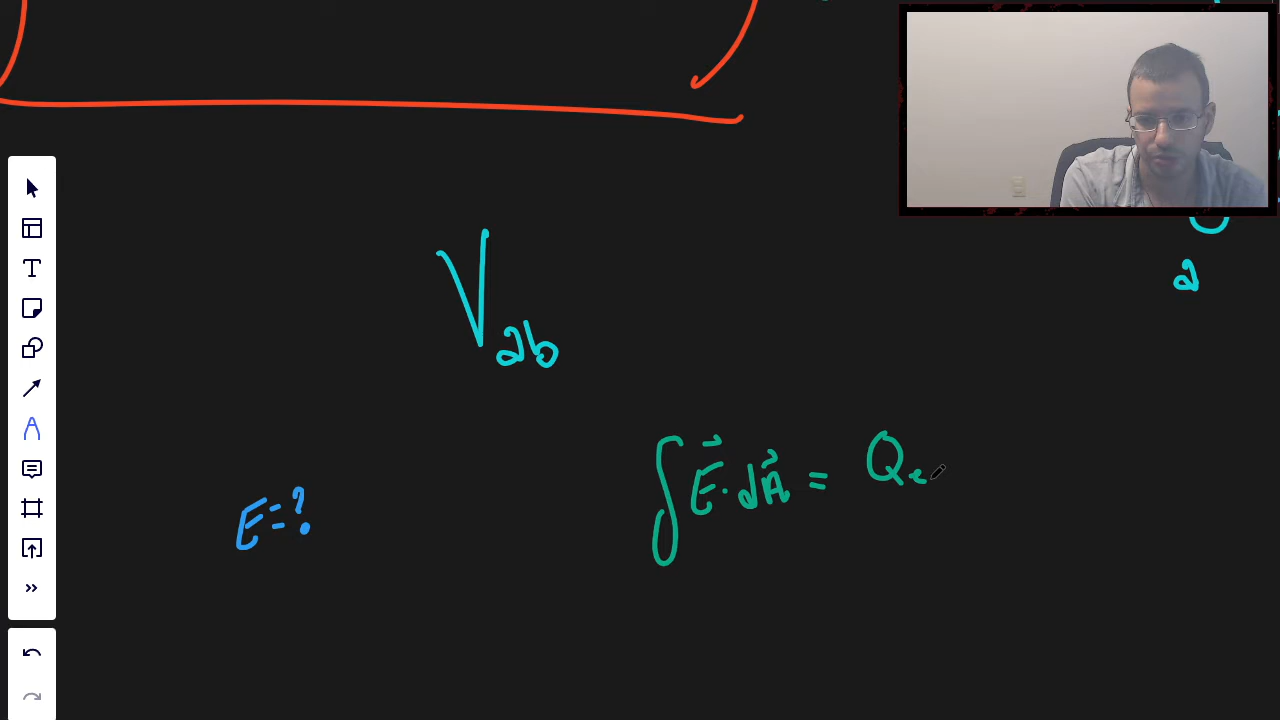 V_ab
a
∫E⃗·dA⃗ = Q_e
E=?